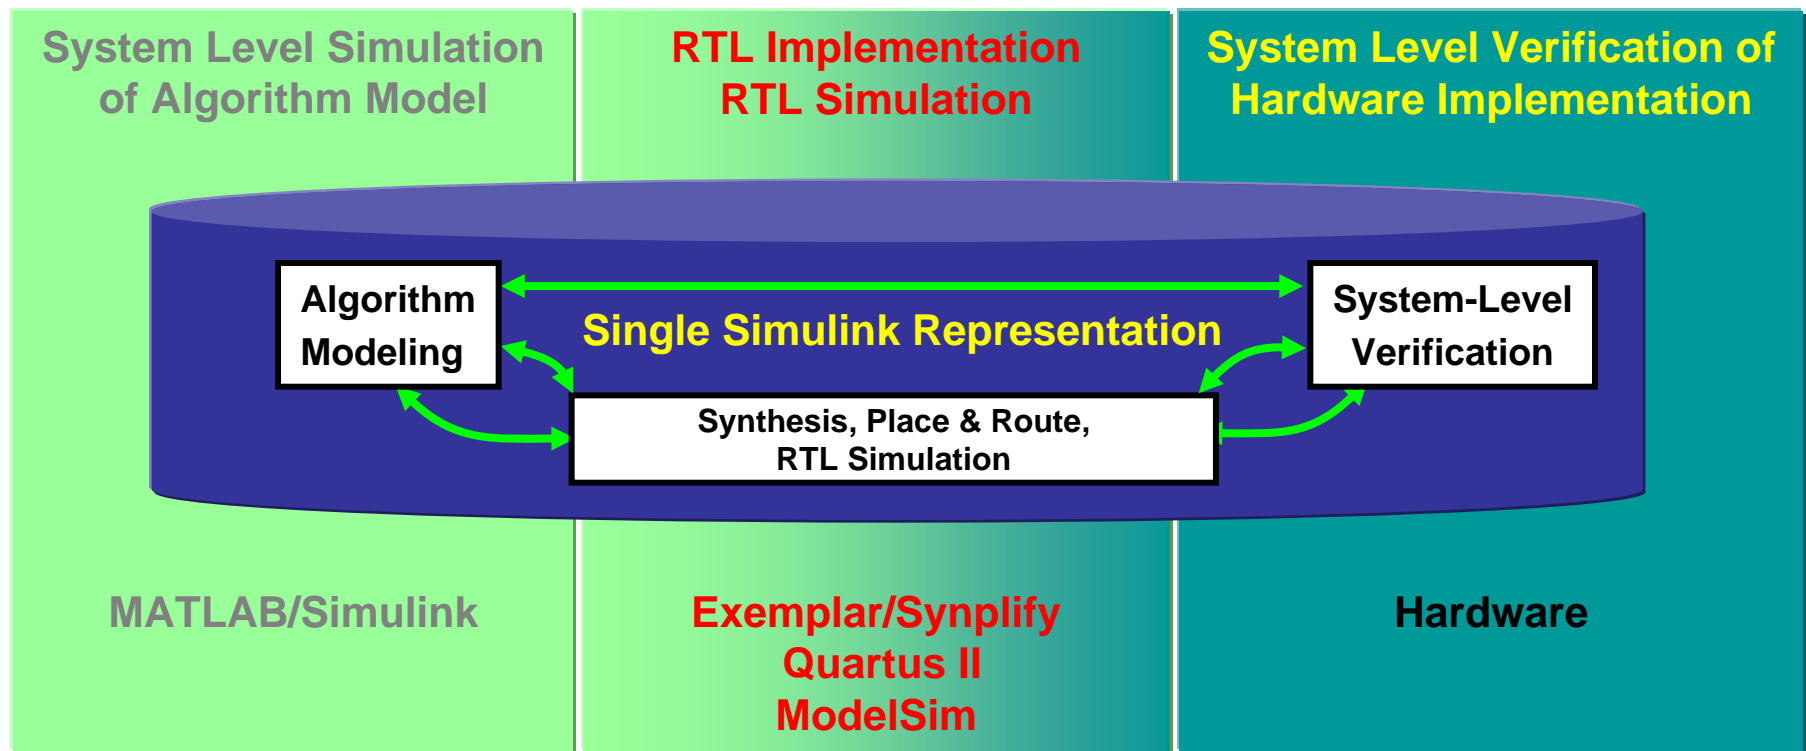 System Level Simulation
of Algorithm Model
RTL Implementation
RTL Simulation
System Level Verification of
Hardware Implementation
Algorithm
Modeling
Single Simulink Representation
System-Level
Verification
Synthesis, Place & Route,
RTL Simulation
MATLAB/Simulink
Exemplar/Synplify
Quartus II
ModelSim
Hardware